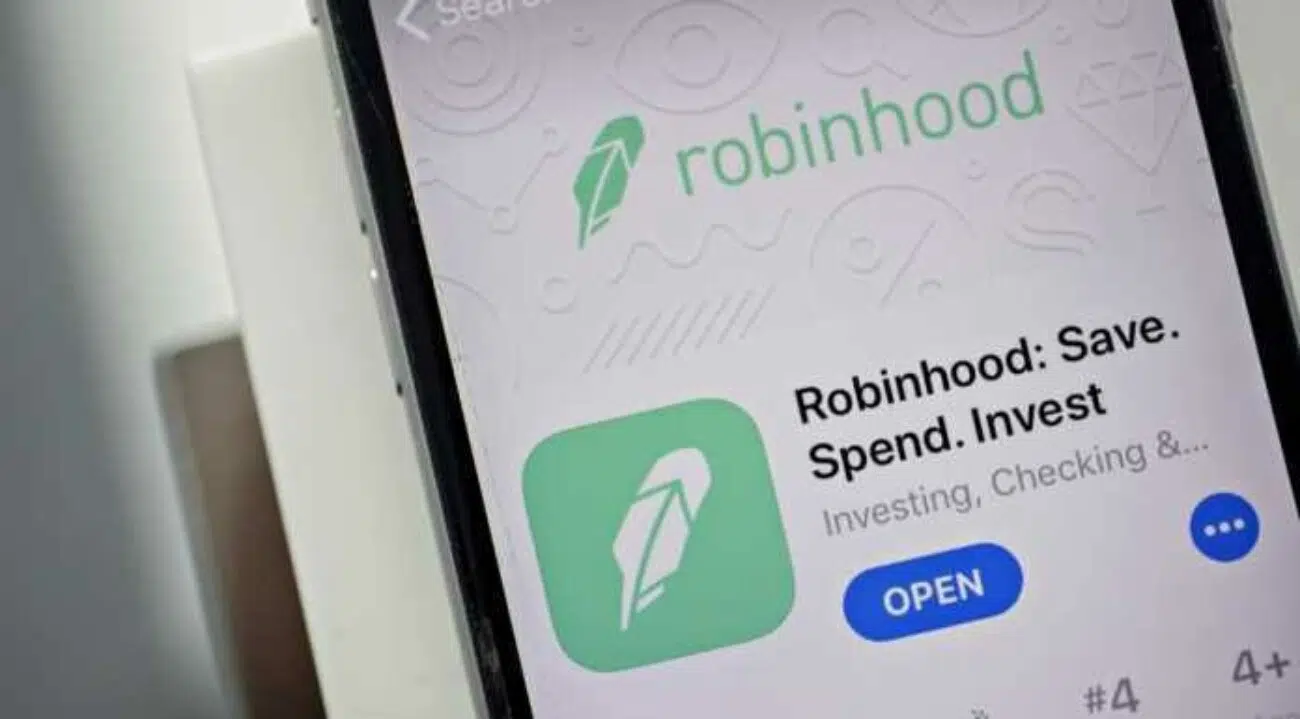 robinhood
Robinhood: Save.
Spend. Invest
Investing, Checking &...
OPEN
#4
4+